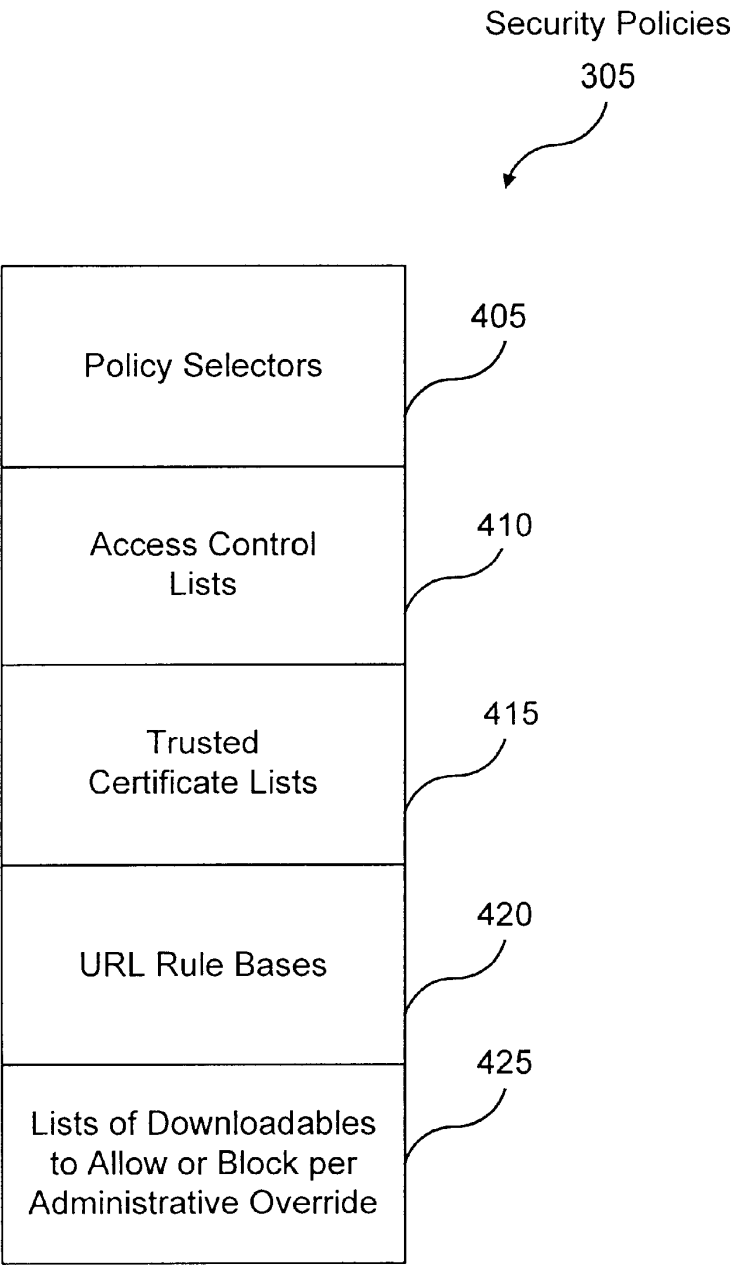 Security Policies
305
405
Policy Selectors
410
Access Control
Lists
415
Trusted
Certificate Lists
420
URL Rule Bases
425
Lists of Downloadables
to Allow or Block per
Administrative Override